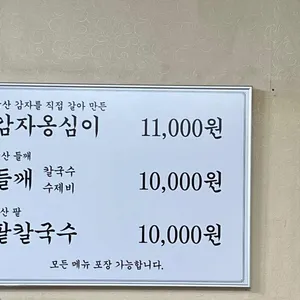 산 감자를 직접 갈아 만든
감자옹심이 11,000원
산 들깨
들깨 칼국수 수제비 10,000원
산 팥
팥칼국수 10,000원
모든 메뉴 포장 가능합니다.